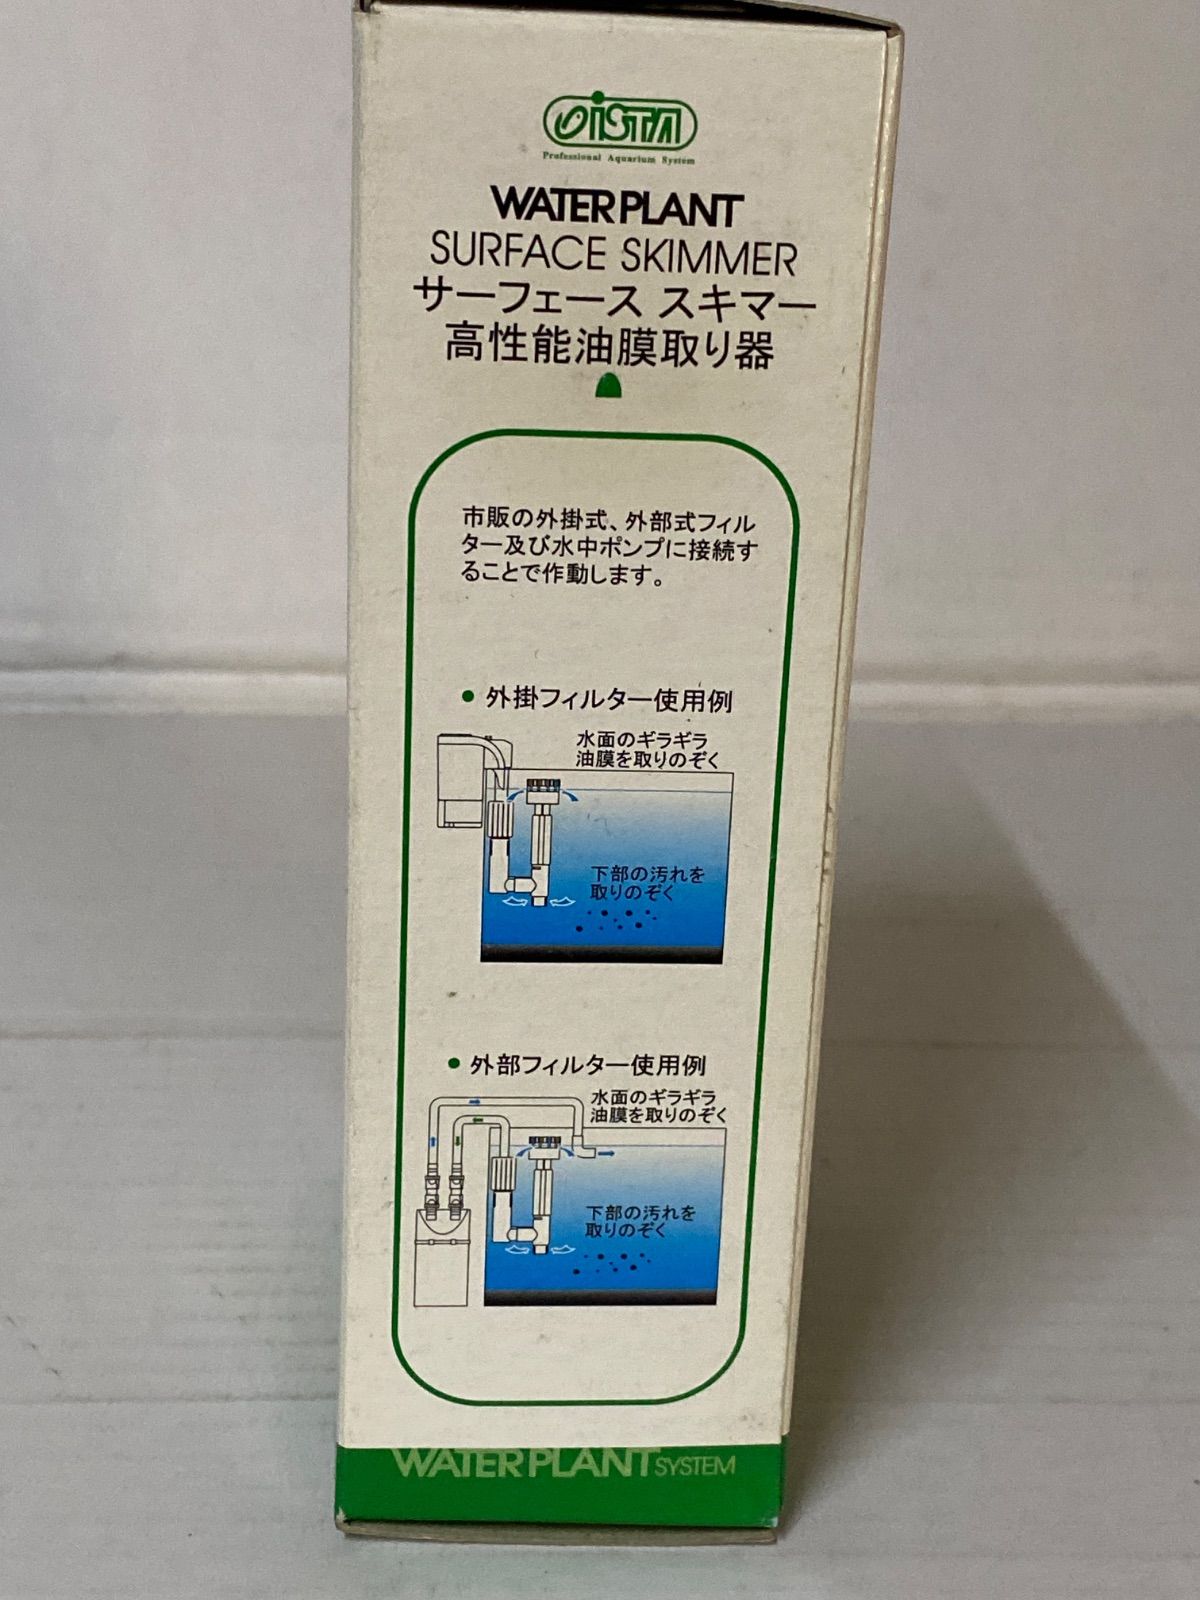 ISTA
Professional Aquarium System
WATERPLANT
SURFACE SKIMMER
サーフェース スキマー
高性能油膜取り器
市販の外掛式、外部式フィル
ター及び水中ポンプに接続す
ることで作動します。
● 外掛フィルター使用例
水面のギラギラ
油膜を取りのぞく
下部の汚れを
取りのぞく
● 外部フィルター使用例
水面のギラギラ
油膜を取りのぞく
下部の汚れを
取りのぞく
WATERPLANT SYSTEM